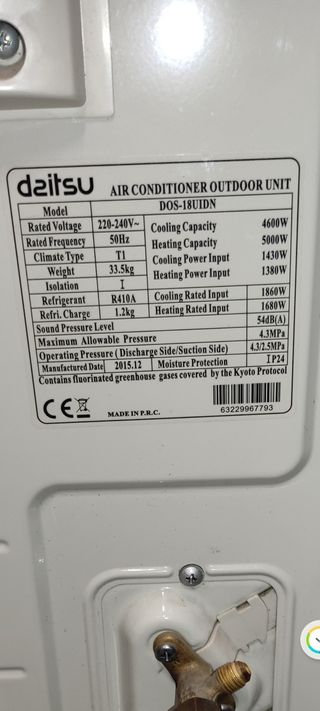 daitsu AIR CONDITIONER OUTDOOR UNIT
Model DOS-18UIDN
Rated Voltage 220-240V~ Cooling Capacity 4600W
Rated Frequency 50Hz Heating Capacity 5000W
Climate Type T1 Cooling Power Input 1430W
Weight 33.5kg Heating Power Input 1380W
Isolation I
Refrigerant R410A Cooling Rated Input 1860W
Refri. Charge 1.2kg Heating Rated Input 1680W
Sound Pressure Level 54dB(A)
Maximum Allowable Pressure 4.3MPa
Operating Pressure ( Discharge Side/Suction Side) 4.3/2.5MPa
Manufactured Date 2015.12 Moisture Protection IP24
Contains fluorinated greenhouse gases covered by the Kyoto Protocol
CE MADE IN P.R.C. 63229967793